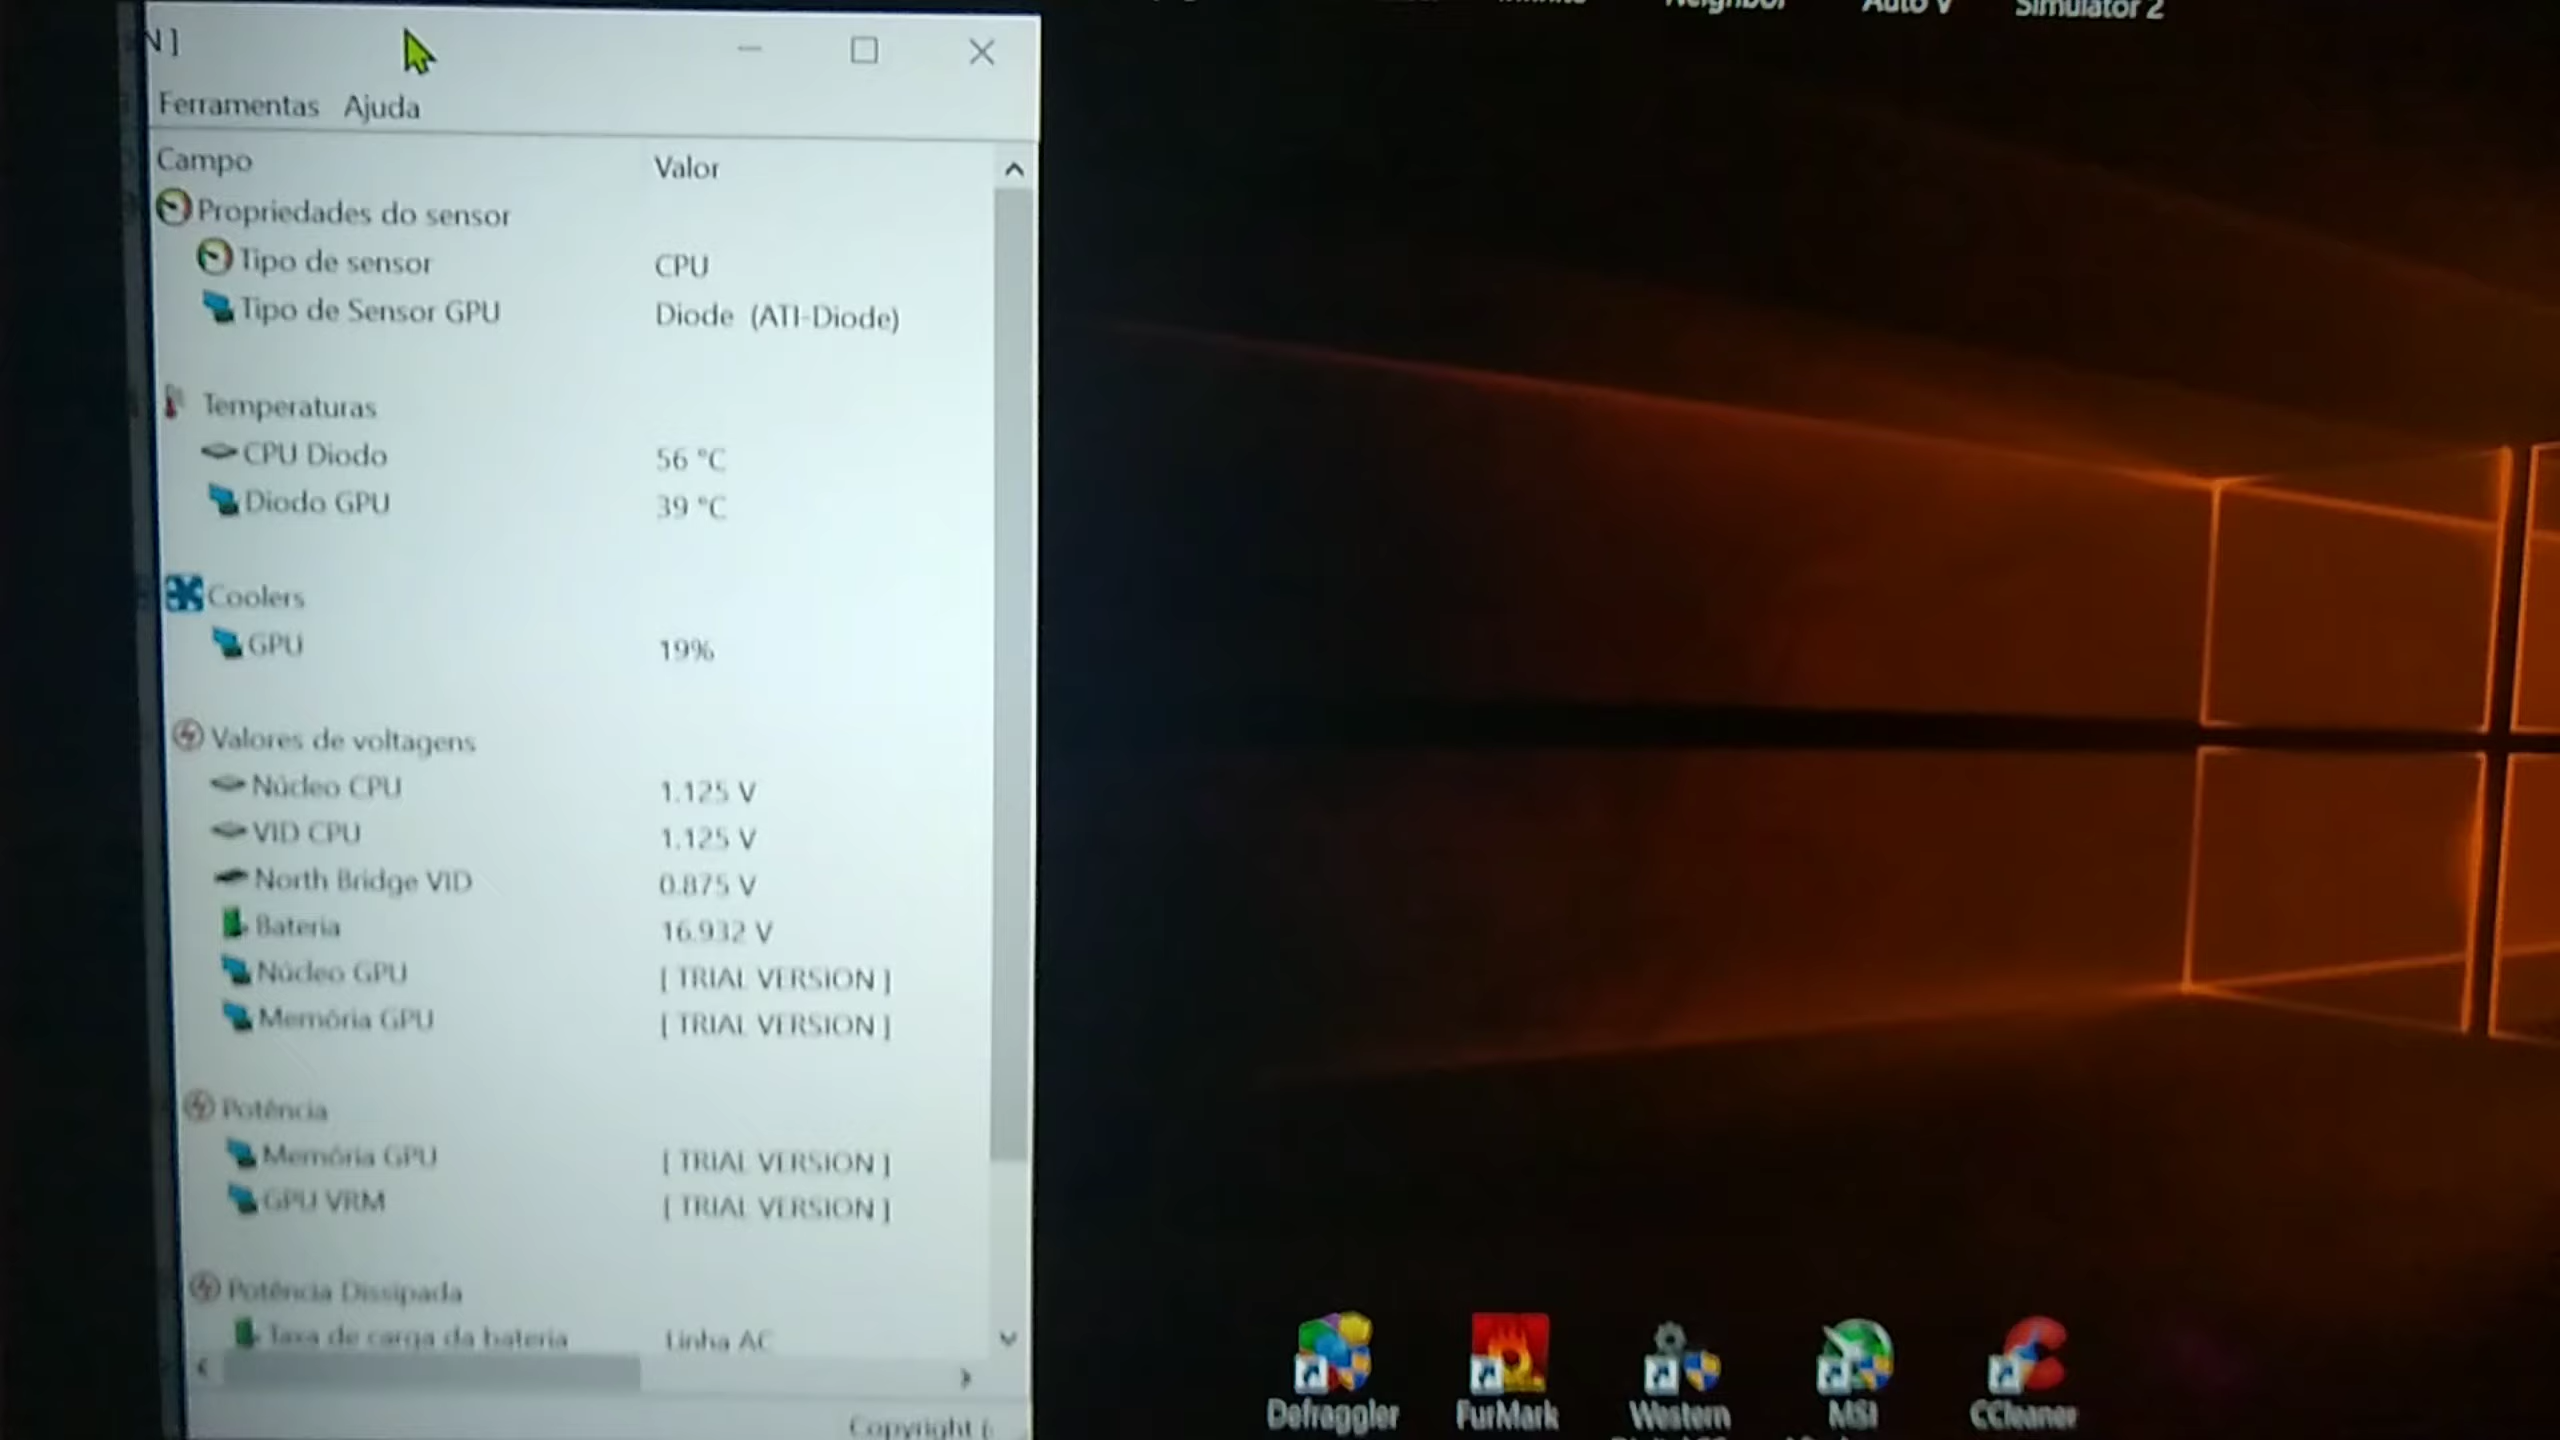 Auto V
Simulator 2
N]
Ferramentas Ajuda
Campo Valor
Propriedades do sensor
Tipo de sensor CPU
Tipo de Sensor GPU Diode (ATI-Diode)
Temperaturas
CPU Diodo 56 °C
Diodo GPU 39 °C
Coolers
GPU 19%
Valores de voltagens
Núcleo CPU 1.125 V
VID CPU 1.125 V
North Bridge VID 0.875 V
Bateria 16.932 V
Núcleo GPU [ TRIAL VERSION ]
Memória GPU [ TRIAL VERSION ]
Potência
Memória GPU [ TRIAL VERSION ]
GPU VRM [ TRIAL VERSION ]
Potência Dissipada
Taxa de carga da bateria Linha AC
Copyright (
Defraggler FurMark Western MSI CCleaner